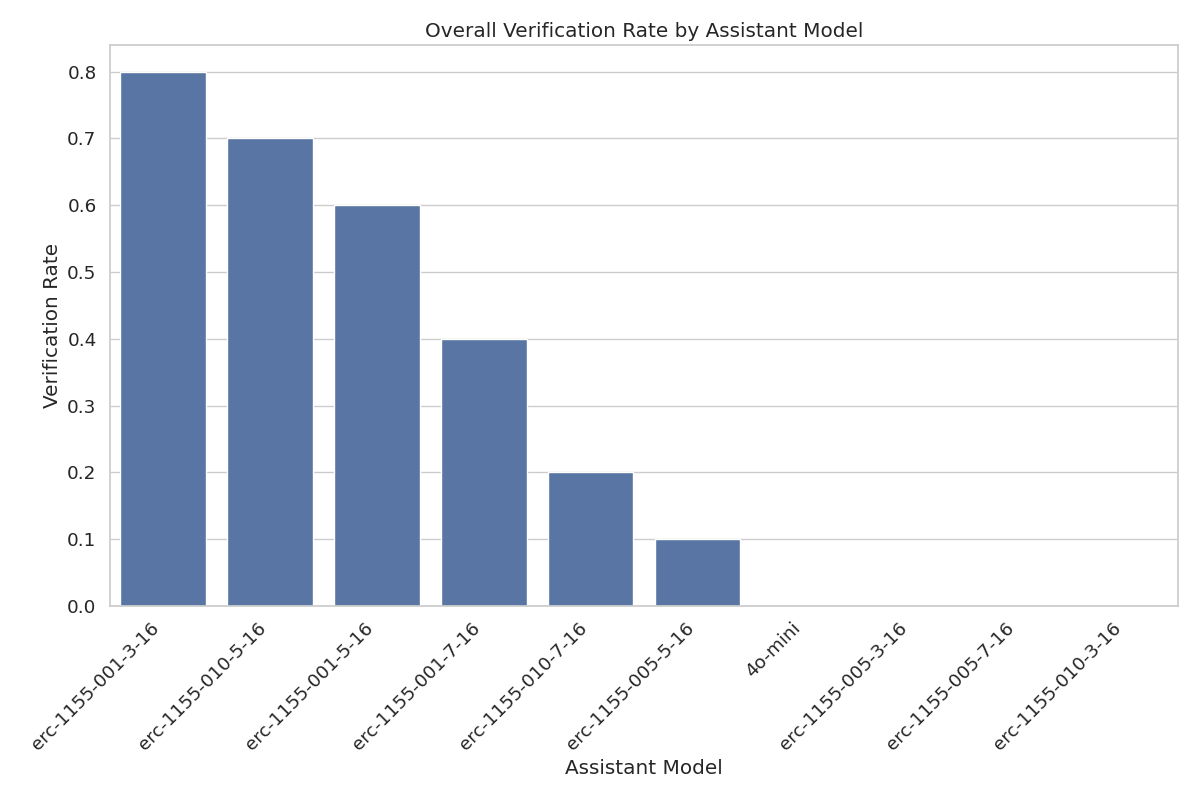 Overall Verification Rate by Assistant Model
Verification Rate
0.8
0.7
0.6
0.5
0.4
0.3
0.2
0.1
0.0
erc-1155-001-3-16
erc-1155-010-5-16
erc-1155-001-5-16
erc-1155-001-7-16
erc-1155-010-7-16
erc-1155-005-5-16
4o-mini
erc-1155-005-3-16
erc-1155-005-7-16
erc-1155-010-3-16
Assistant Model